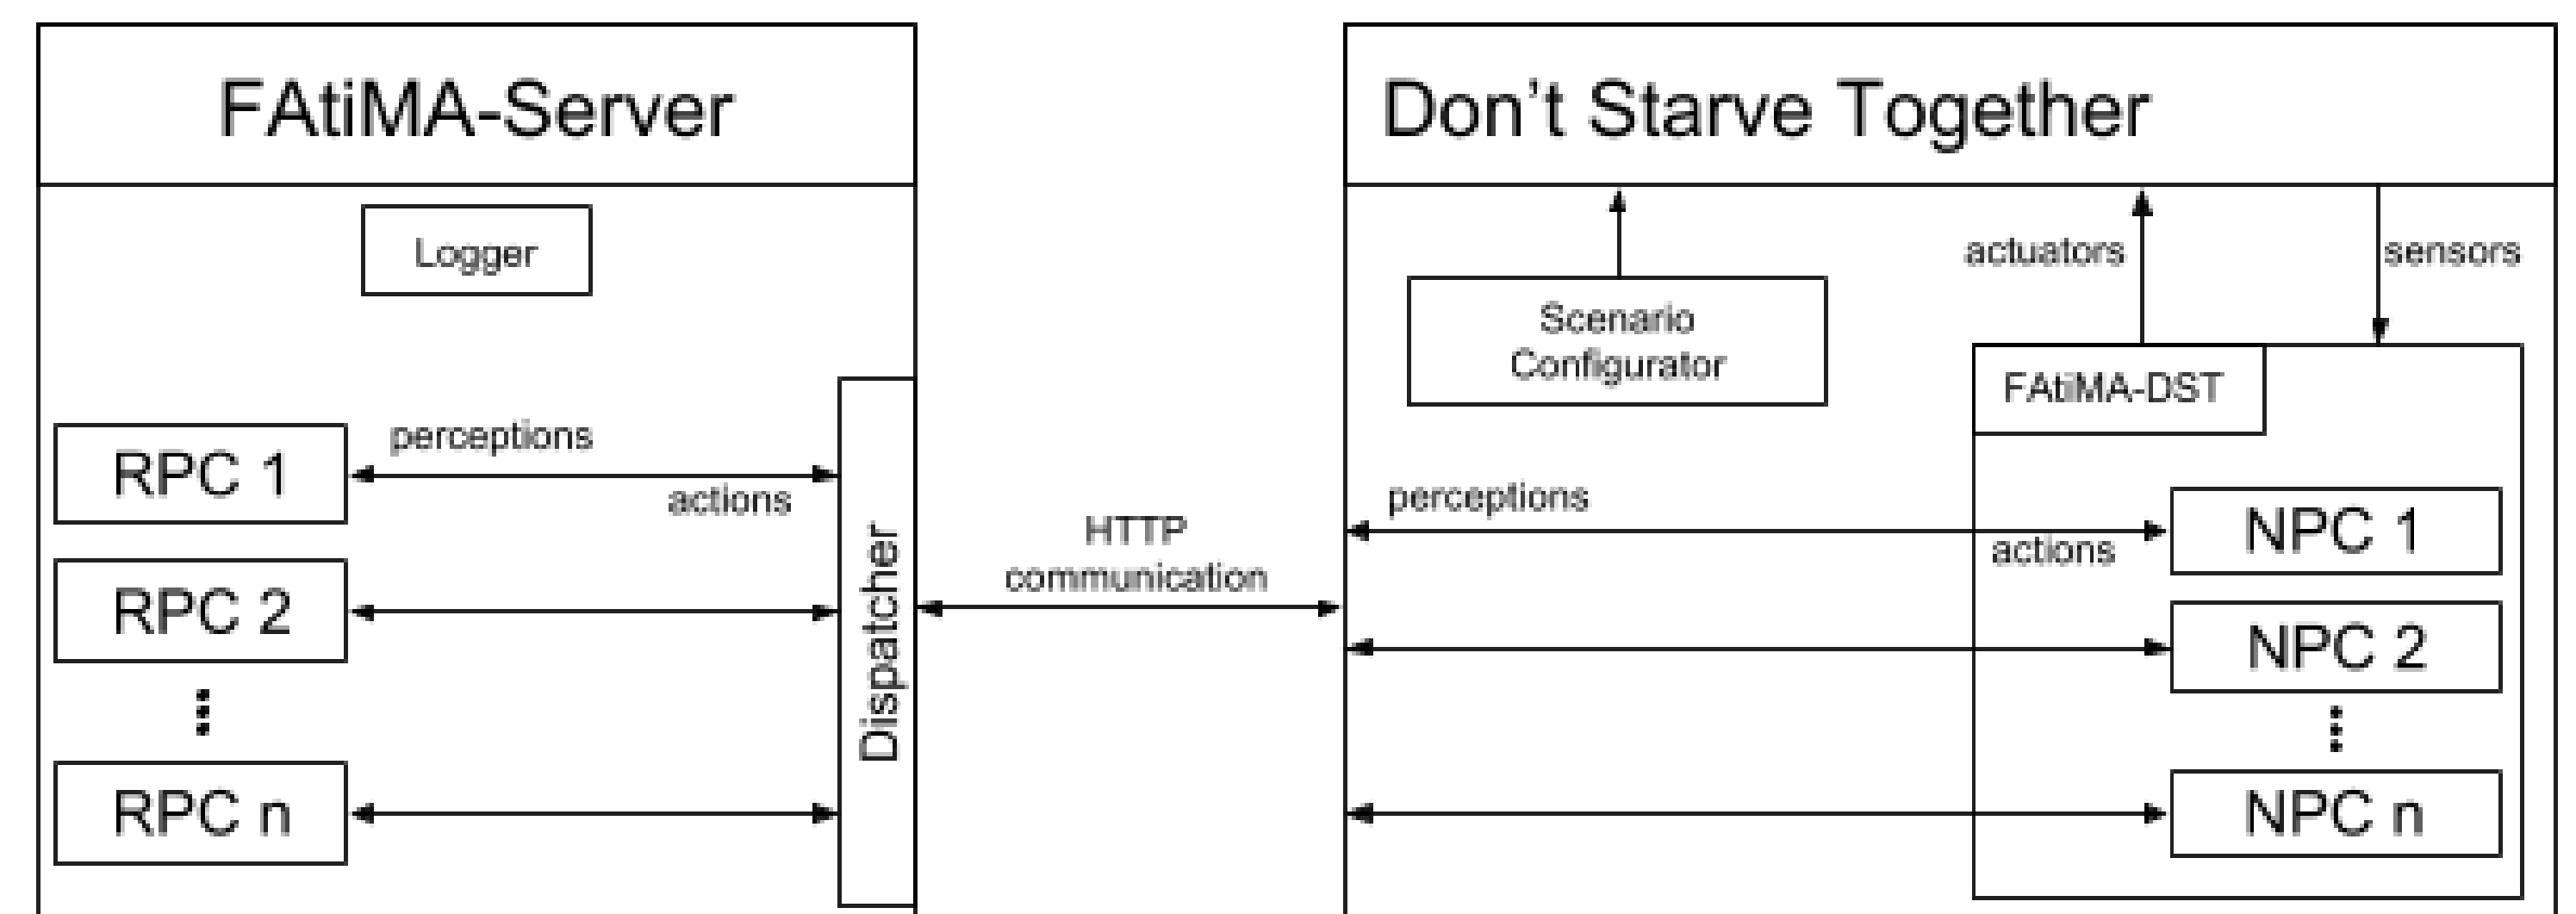 FAtiMA-Server
Logger
perceptions
RPC 1
actions
RPC 2
RPC n
Dispatcher
HTTP
communication
Don't Starve Together
actuators
sensors
Scenario
Configurator
FAtiMA-DST
perceptions
actions
NPC 1
NPC 2
NPC n